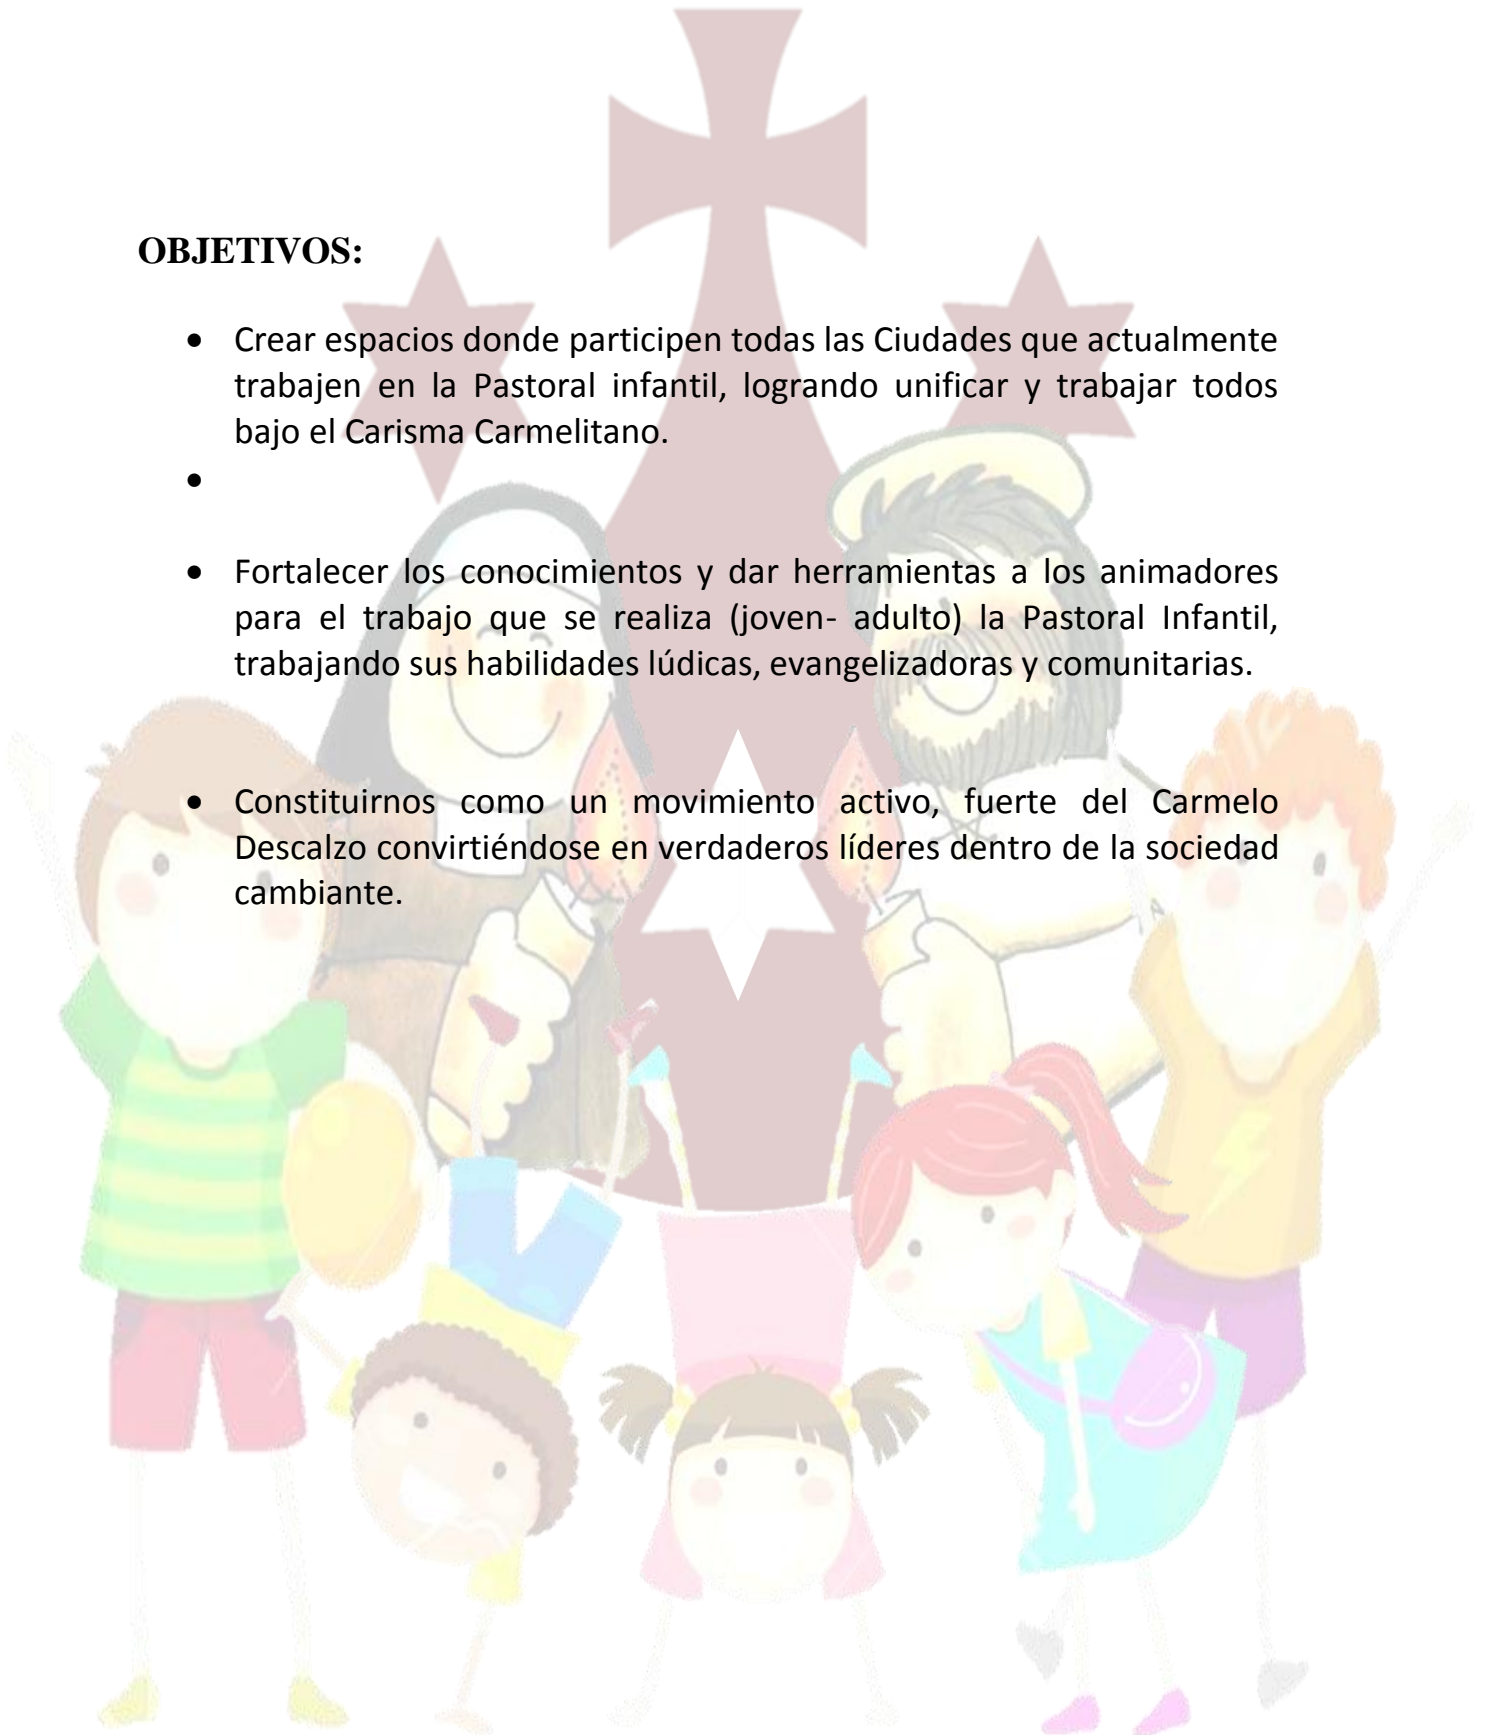 OBJETIVOS:
• Crear espacios donde participen todas las Ciudades que actualmente
trabajen en la Pastoral infantil, logrando unificar y trabajar todos
bajo el Carisma Carmelitano.
•
• Fortalecer los conocimientos y dar herramientas a los animadores
para el trabajo que se realiza (joven- adulto) la Pastoral Infantil,
trabajando sus habilidades lúdicas, evangelizadoras y comunitarias.
• Constituirnos como un movimiento activo, fuerte del Carmelo
Descalzo convirtiéndose en verdaderos líderes dentro de la sociedad
cambiante.